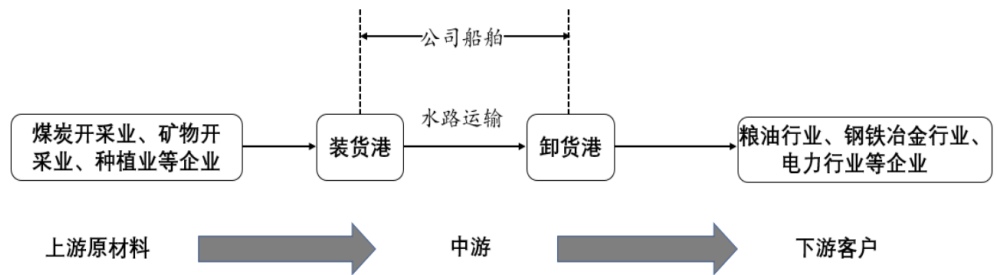 公司船舶
水路运输
煤炭开采业、矿物开
采业、种植业等企业
装货港
卸货港
粮油行业、钢铁冶金行业、
电力行业等企业
上游原材料
中游
下游客户